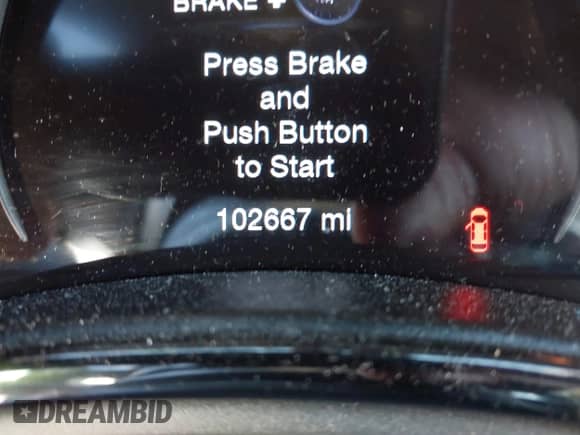 BRAKE +
Press Brake
and
Push Button
to Start
102667 mi
DREAMBID